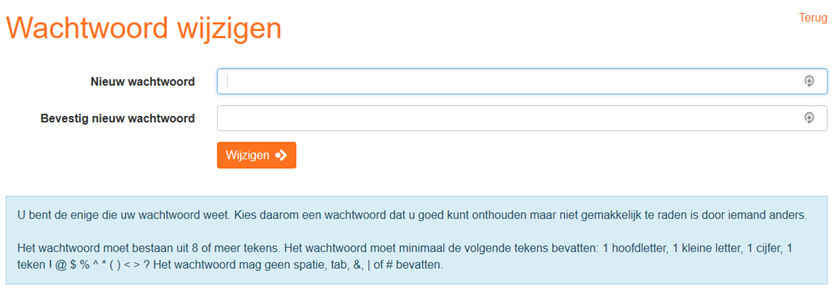 Terug
Wachtwoord wijzigen
Nieuw wachtwoord
Bevestig nieuw wachtwoord
Wijzigen
U bent de enige die uw wachtwoord weet. Kies daarom een wachtwoord dat u goed kunt onthouden maar niet gemakkelijk te raden is door iemand anders.
Het wachtwoord moet bestaan uit 8 of meer tekens. Het wachtwoord moet minimaal de volgende tekens bevatten: 1 hoofdletter, 1 kleine letter, 1 cijfer, 1
teken ! @ $ % ^ * ( ) < > ? Het wachtwoord mag geen spatie, tab, &, | of # bevatten.